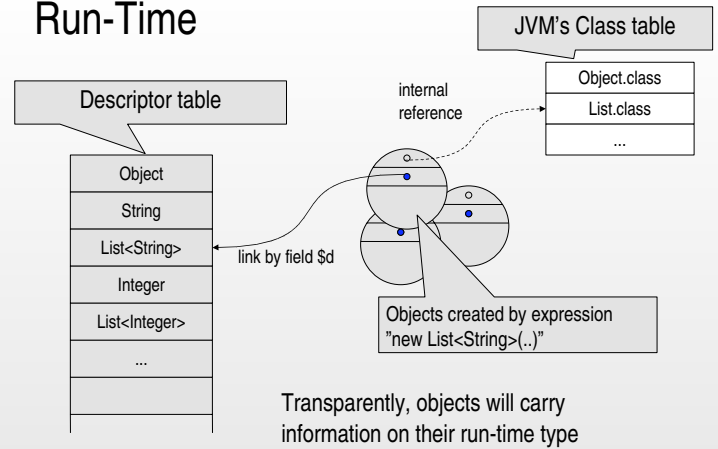 Run-Time
JVM's Class table
Object.class
List.class
...
internal
reference
Descriptor table
Object
String
List<String>
Integer
List<Integer>
...
link by field $d
Objects created by expression
"new List<String>(..)"
Transparently, objects will carry
information on their run-time type